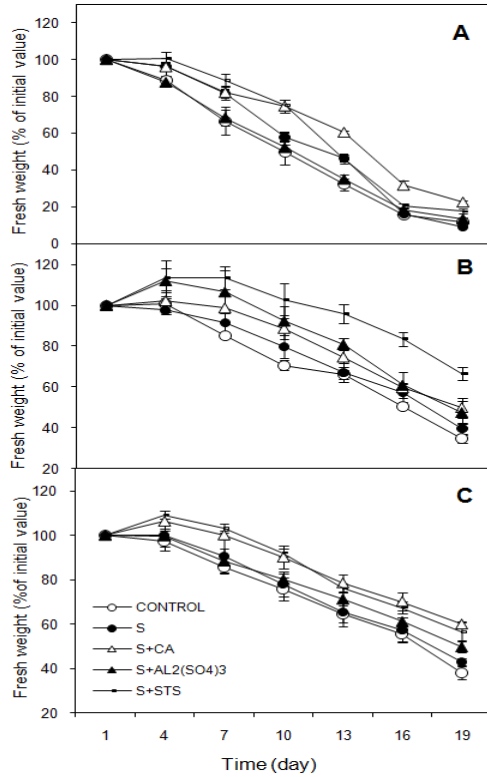 120
100
80
60
40
20
0
Fresh weight (% of initial value)
A
120
100
80
60
40
20
Fresh weight (% of initial value)
B
120
100
80
60
40
20
Fresh weight (%of initial value)
C
CONTROL
S
S+CA
S+AL2(SO4)3
S+STS
1 4 7 10 13 16 19
Time (day)